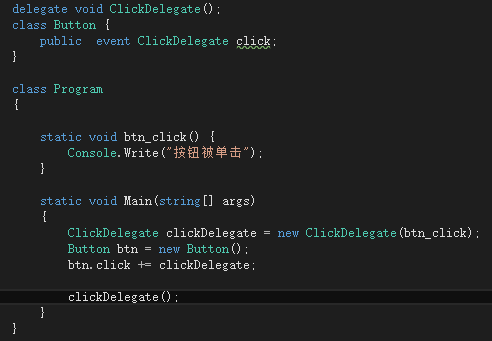 delegate void ClickDelegate();
class Button {
    public  event ClickDelegate click;
}

class Program
{

    static void btn_click() {
        Console.Write("按钮被单击");
    }

    static void Main(string[] args)
    {
        ClickDelegate clickDelegate = new ClickDelegate(btn_click);
        Button btn = new Button();
        btn.click += clickDelegate;

        clickDelegate();
    }
}